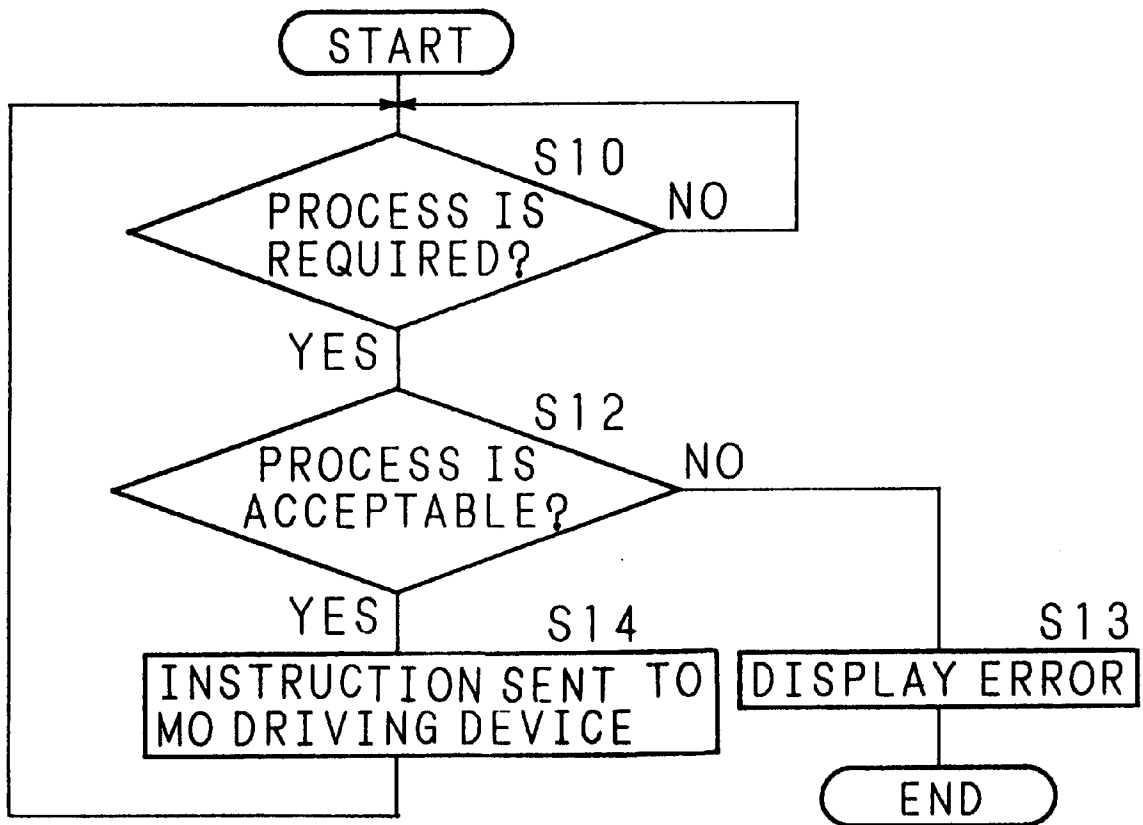 START
S10
PROCESS IS
REQUIRED?
NO
YES
S12
PROCESS IS
ACCEPTABLE?
NO
YES
S14
INSTRUCTION SENT TO
MO DRIVING DEVICE
S13
DISPLAY ERROR
END